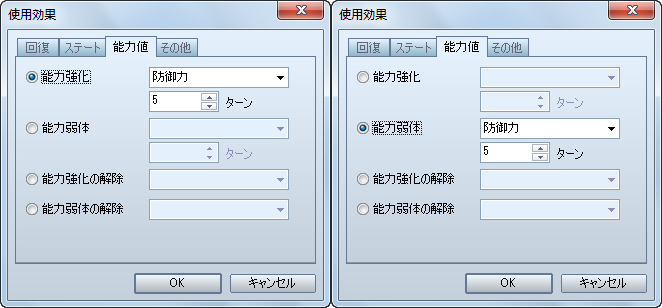 使用効果
回復 ステート 能力値 その他
能力強化 防御力
5 ターン
能力弱体
ターン
能力強化の解除
能力弱体の解除
OK キャンセル
使用効果
回復 ステート 能力値 その他
能力強化
ターン
能力弱体 防御力
5 ターン
能力強化の解除
能力弱体の解除
OK キャンセル